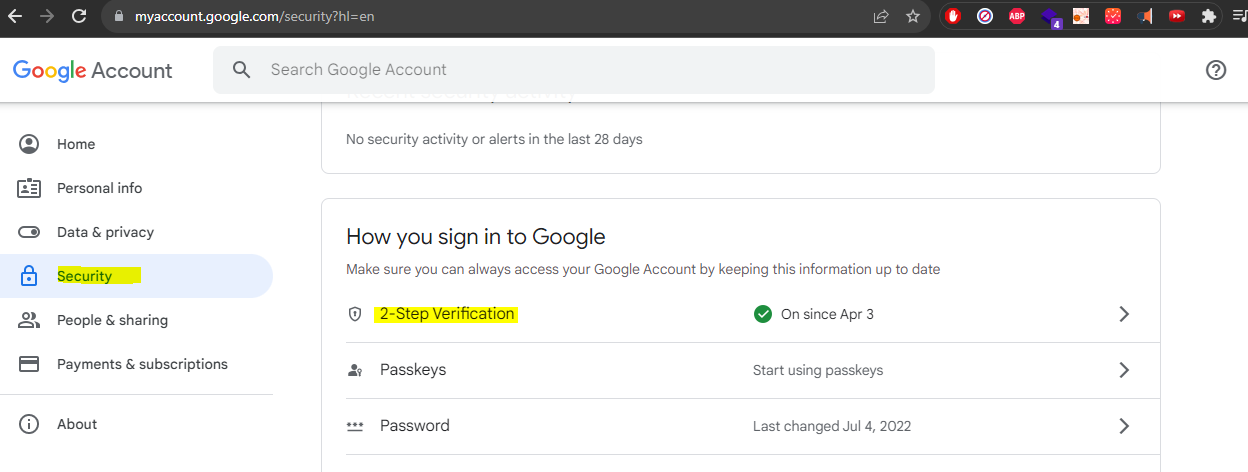 myaccount.google.com/security?hl=en
ABP
4
Google Account
Search Google Account
No security activity or alerts in the last 28 days
Home
Personal info
Data & privacy
Security
People & sharing
Payments & subscriptions
About
How you sign in to Google
Make sure you can always access your Google Account by keeping this information up to date
2-Step Verification On since Apr 3
Passkeys Start using passkeys
Password Last changed Jul 4, 2022